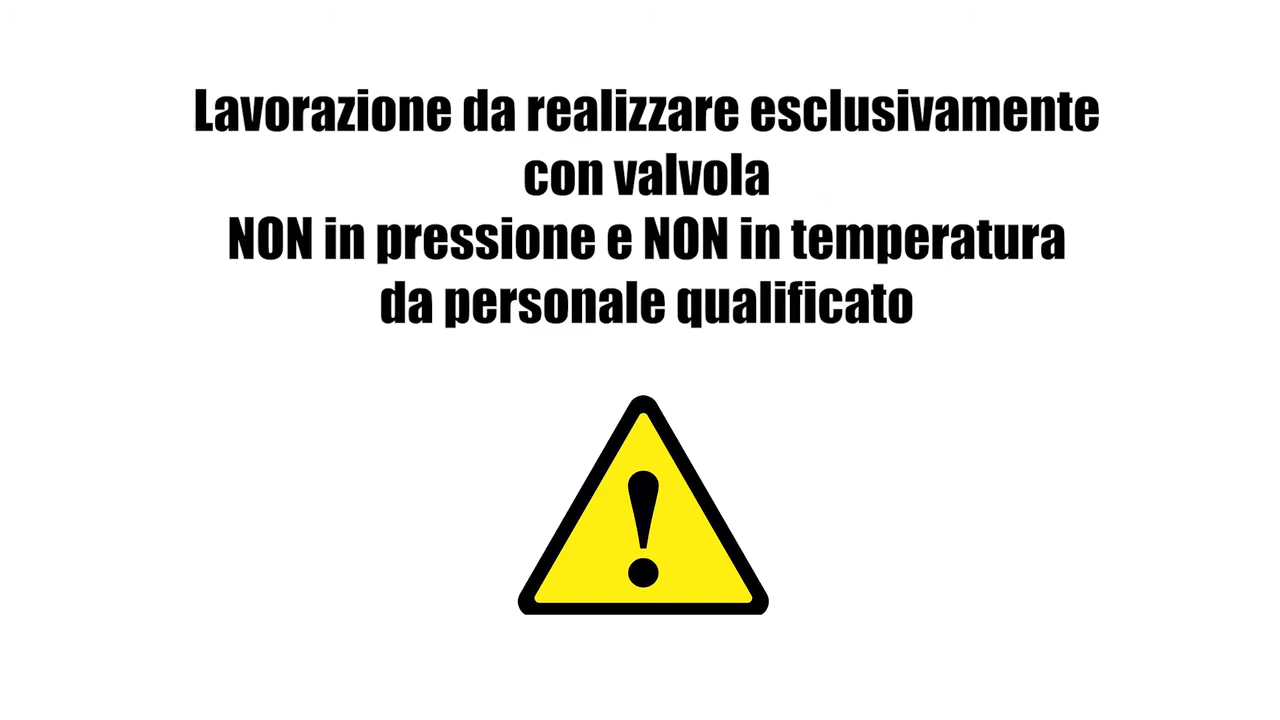 Lavorazione da realizzare esclusivamente
con valvola
NON in pressione e NON in temperatura
da personale qualificato